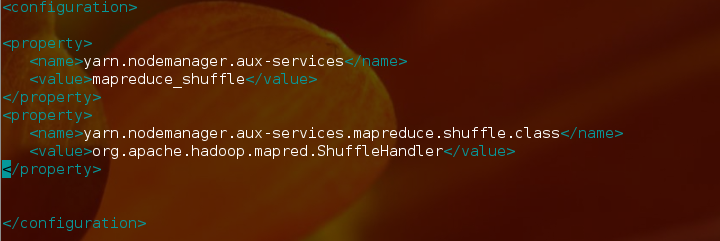 <configuration>
<property>
<name>yarn.nodemanager.aux-services</name>
<value>mapreduce_shuffle</value>
</property>
<property>
<name>yarn.nodemanager.aux-services.mapreduce.shuffle.class</name>
<value>org.apache.hadoop.mapred.ShuffleHandler</value>
</property>
</configuration>